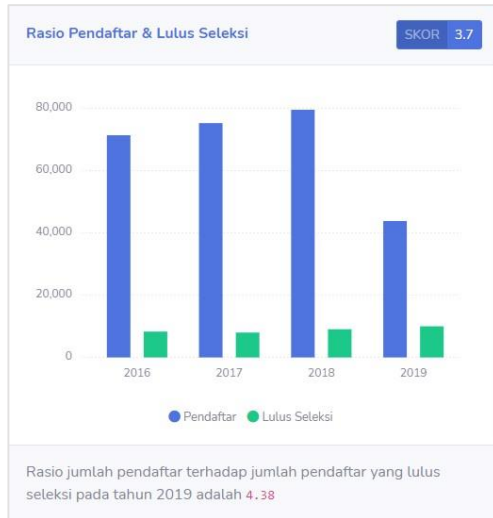 Rasio Pendaftar & Lulus Seleksi
SKOR 3.7
80,000
60,000
40,000
20,000
0
2016 2017 2018 2019
Pendaftar Lulus Seleksi
Rasio jumlah pendaftar terhadap jumlah pendaftar yang lulus
seleksi pada tahun 2019 adalah 4.38